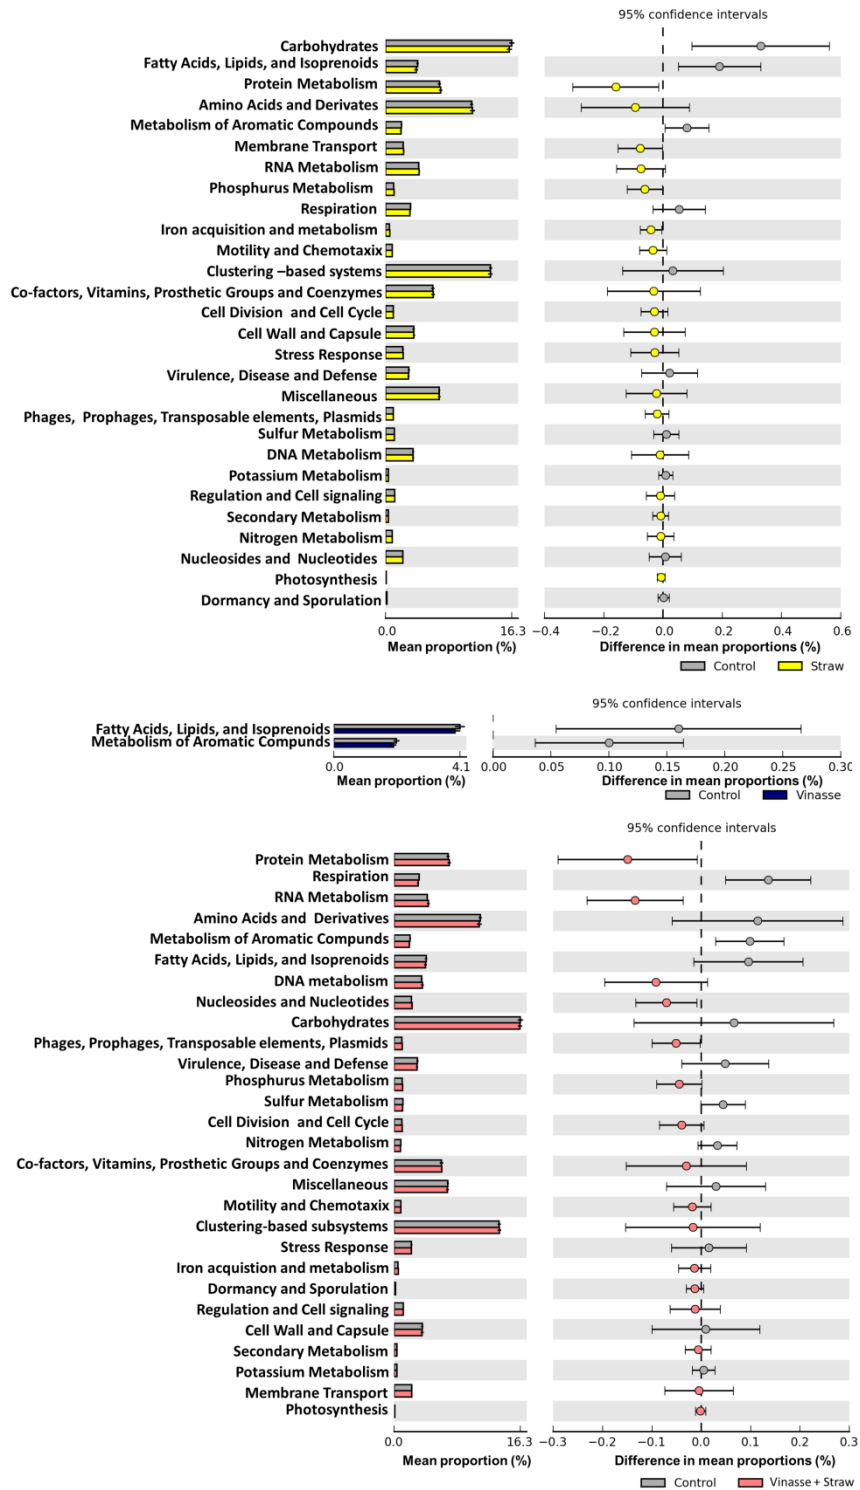 95% confidence intervals
Carbohydrates
Fatty Acids, Lipids, and Isoprenoids
Protein Metabolism
Amino Acids and Derivates
Metabolism of Aromatic Compounds
Membrane Transport
RNA Metabolism
Phosphurus Metabolism
Respiration
Iron acquisition and metabolism
Motility and Chemotaxix
Clustering –based systems
Co-factors, Vitamins, Prosthetic Groups and Coenzymes
Cell Division and Cell Cycle
Cell Wall and Capsule
Stress Response
Virulence, Disease and Defense
Miscellaneous
Phages, Prophages, Transposable elements, Plasmids
Sulfur Metabolism
DNA Metabolism
Potassium Metabolism
Regulation and Cell signaling
Secondary Metabolism
Nitrogen Metabolism
Nucleosides and Nucleotides
Photosynthesis
Dormancy and Sporulation
0.0 16.3 −0.4 −0.2 0.0 0.2 0.4 0.6
Mean proportion (%) Difference in mean proportions (%)
Control Straw
95% confidence intervals
Fatty Acids, Lipids, and Isoprenoids
Metabolism of Aromatic Compunds
0.0 4.1 0.00 0.05 0.10 0.15 0.20 0.25 0.30
Mean proportion (%) Difference in mean proportions (%)
Control Vinasse
95% confidence intervals
Protein Metabolism
Respiration
RNA Metabolism
Amino Acids and Derivatives
Metabolism of Aromatic Compunds
Fatty Acids, Lipids, and Isoprenoids
DNA metabolism
Nucleosides and Nucleotides
Carbohydrates
Phages, Prophages, Transposable elements, Plasmids
Virulence, Disease and Defense
Phosphurus Metabolism
Sulfur Metabolism
Cell Division and Cell Cycle
Nitrogen Metabolism
Co-factors, Vitamins, Prosthetic Groups and Coenzymes
Miscellaneous
Motility and Chemotaxix
Clustering-based subsystems
Stress Response
Iron acquistion and metabolism
Dormancy and Sporulation
Regulation and Cell signaling
Cell Wall and Capsule
Secondary Metabolism
Potassium Metabolism
Membrane Transport
Photosynthesis
0.0 16.3 −0.3 −0.2 −0.1 0.0 0.1 0.2 0.3
Mean proportion (%) Difference in mean proportions (%)
Control Vinasse + Straw